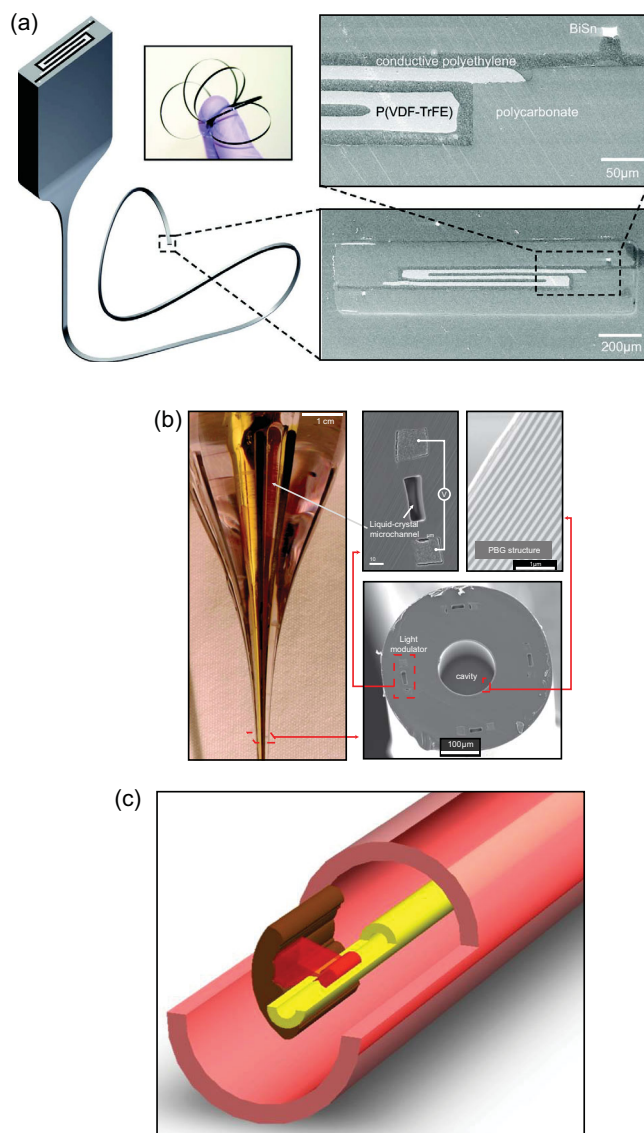 (a)
BiSn
conductive polyethylene
P(VDF-TrFE)
polycarbonate
50μm
200μm
(b)
1 cm
V
Liquid-crystal
microchannel
10
PBG structure
1μm
Light
modulator
cavity
100μm
(c)